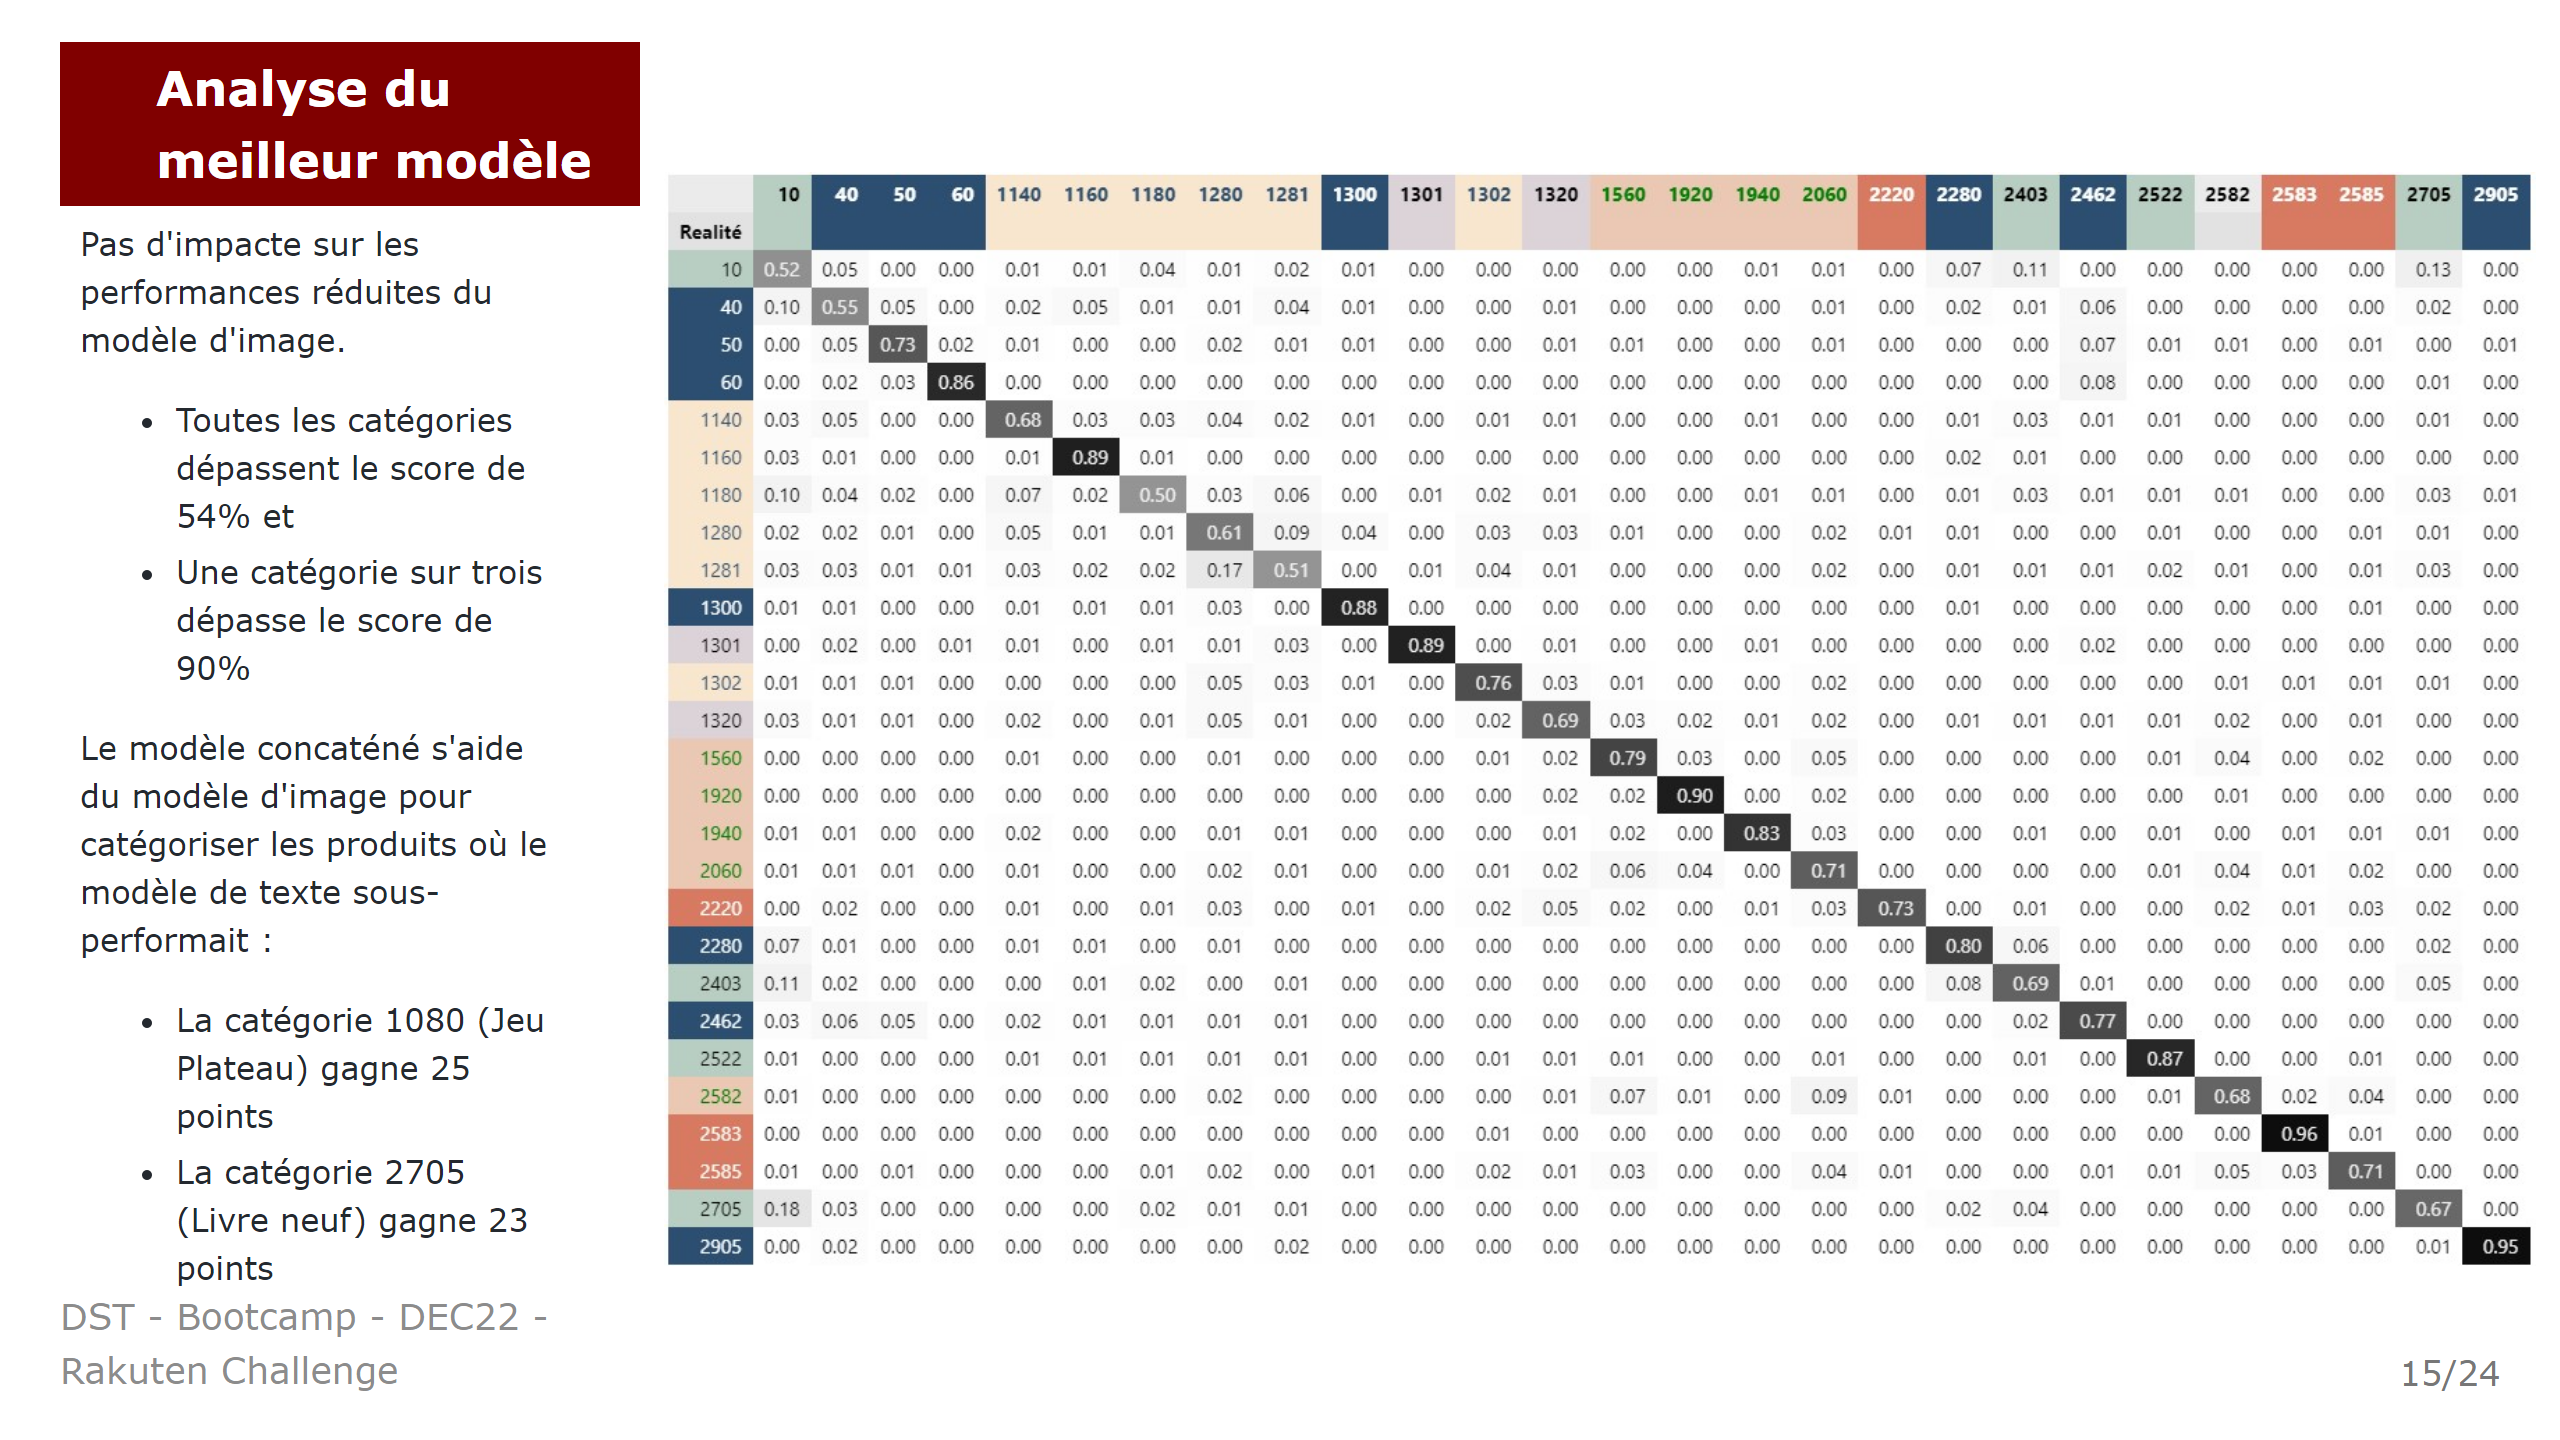 Analyse du
meilleur modèle
Pas d'impacte sur les
performances réduites du
modèle d'image.
• Toutes les catégories
dépassent le score de
54% et
• Une catégorie sur trois
dépasse le score de
90%
Le modèle concaténé s'aide
du modèle d'image pour
catégoriser les produits où le
modèle de texte sous-
performait :
• La catégorie 1080 (Jeu
Plateau) gagne 25
points
• La catégorie 2705
(Livre neuf) gagne 23
points
10 40 50 60 1140 1160 1180 1280 1281 1300 1301 1302 1320 1560 1920 1940 2060 2220 2280 2403 2462 2522 2582 2583 2585 2705 2905
Realité
10 0.52 0.05 0.00 0.00 0.01 0.01 0.04 0.01 0.02 0.01 0.00 0.00 0.00 0.00 0.00 0.01 0.01 0.00 0.07 0.11 0.00 0.00 0.00 0.00 0.00 0.13 0.00
40 0.10 0.55 0.05 0.00 0.02 0.05 0.01 0.01 0.04 0.01 0.00 0.00 0.01 0.00 0.00 0.00 0.01 0.00 0.02 0.01 0.06 0.00 0.00 0.00 0.00 0.02 0.00
50 0.00 0.05 0.73 0.02 0.01 0.00 0.00 0.02 0.01 0.01 0.00 0.00 0.01 0.01 0.00 0.00 0.01 0.00 0.00 0.00 0.07 0.01 0.01 0.00 0.01 0.00 0.01
60 0.00 0.02 0.03 0.86 0.00 0.00 0.00 0.00 0.00 0.00 0.00 0.00 0.00 0.00 0.00 0.00 0.00 0.00 0.00 0.00 0.08 0.00 0.00 0.00 0.00 0.01 0.00
1140 0.03 0.05 0.00 0.00 0.68 0.03 0.03 0.04 0.02 0.01 0.00 0.01 0.01 0.00 0.00 0.01 0.00 0.00 0.01 0.03 0.01 0.01 0.00 0.00 0.00 0.01 0.00
1160 0.03 0.01 0.00 0.00 0.01 0.89 0.01 0.00 0.00 0.00 0.00 0.00 0.00 0.00 0.00 0.00 0.00 0.00 0.02 0.01 0.00 0.00 0.00 0.00 0.00 0.00 0.00
1180 0.10 0.04 0.02 0.00 0.07 0.02 0.50 0.03 0.06 0.00 0.01 0.02 0.01 0.00 0.00 0.01 0.01 0.00 0.01 0.03 0.01 0.01 0.01 0.00 0.00 0.03 0.01
1280 0.02 0.02 0.01 0.00 0.05 0.01 0.01 0.61 0.09 0.04 0.00 0.03 0.03 0.01 0.00 0.00 0.02 0.01 0.01 0.00 0.00 0.01 0.00 0.00 0.01 0.01 0.00
1281 0.03 0.03 0.01 0.01 0.03 0.02 0.02 0.17 0.51 0.00 0.01 0.04 0.01 0.00 0.00 0.00 0.02 0.00 0.01 0.01 0.01 0.02 0.01 0.00 0.01 0.03 0.00
1300 0.01 0.01 0.00 0.00 0.01 0.01 0.01 0.03 0.00 0.88 0.00 0.00 0.00 0.00 0.00 0.00 0.00 0.00 0.01 0.00 0.00 0.00 0.00 0.00 0.01 0.00 0.00
1301 0.00 0.02 0.00 0.01 0.01 0.00 0.01 0.01 0.03 0.00 0.89 0.00 0.01 0.00 0.00 0.01 0.00 0.00 0.00 0.00 0.02 0.00 0.00 0.00 0.00 0.00 0.00
1302 0.01 0.01 0.01 0.00 0.00 0.00 0.00 0.05 0.03 0.01 0.00 0.76 0.03 0.01 0.00 0.00 0.02 0.00 0.00 0.00 0.00 0.00 0.01 0.01 0.01 0.01 0.00
1320 0.03 0.01 0.01 0.00 0.02 0.00 0.01 0.05 0.01 0.00 0.00 0.02 0.69 0.03 0.02 0.01 0.02 0.00 0.01 0.01 0.01 0.01 0.02 0.00 0.01 0.00 0.00
1560 0.00 0.00 0.00 0.00 0.01 0.00 0.00 0.01 0.00 0.00 0.00 0.01 0.02 0.79 0.03 0.00 0.05 0.00 0.00 0.00 0.00 0.01 0.04 0.00 0.02 0.00 0.00
1920 0.00 0.00 0.00 0.00 0.00 0.00 0.00 0.00 0.00 0.00 0.00 0.00 0.02 0.02 0.90 0.00 0.02 0.00 0.00 0.00 0.00 0.00 0.01 0.00 0.00 0.00 0.00
1940 0.01 0.01 0.00 0.00 0.02 0.00 0.00 0.01 0.01 0.00 0.00 0.00 0.01 0.02 0.00 0.83 0.03 0.00 0.00 0.01 0.00 0.01 0.00 0.01 0.01 0.01 0.00
2060 0.01 0.01 0.01 0.00 0.01 0.00 0.00 0.02 0.01 0.00 0.00 0.01 0.02 0.06 0.04 0.00 0.71 0.00 0.00 0.00 0.00 0.01 0.04 0.01 0.02 0.00 0.00
2220 0.00 0.02 0.00 0.00 0.01 0.00 0.01 0.03 0.00 0.01 0.00 0.02 0.05 0.02 0.00 0.01 0.03 0.73 0.00 0.01 0.00 0.00 0.02 0.01 0.03 0.02 0.00
2280 0.07 0.01 0.00 0.00 0.01 0.01 0.00 0.01 0.00 0.00 0.00 0.00 0.00 0.00 0.00 0.00 0.00 0.00 0.80 0.06 0.00 0.00 0.00 0.00 0.00 0.02 0.00
2403 0.11 0.02 0.00 0.00 0.00 0.01 0.02 0.00 0.01 0.00 0.00 0.00 0.00 0.00 0.00 0.00 0.00 0.00 0.08 0.69 0.01 0.00 0.00 0.00 0.00 0.05 0.00
2462 0.03 0.06 0.05 0.00 0.02 0.01 0.01 0.01 0.01 0.00 0.00 0.00 0.00 0.00 0.00 0.00 0.00 0.00 0.00 0.02 0.77 0.00 0.00 0.00 0.00 0.00 0.00
2522 0.01 0.00 0.00 0.00 0.01 0.01 0.01 0.01 0.01 0.00 0.00 0.01 0.01 0.01 0.00 0.00 0.01 0.00 0.00 0.01 0.00 0.87 0.00 0.00 0.01 0.00 0.00
2582 0.01 0.00 0.00 0.00 0.00 0.00 0.00 0.02 0.00 0.00 0.00 0.00 0.01 0.07 0.01 0.00 0.09 0.01 0.00 0.00 0.00 0.01 0.68 0.02 0.04 0.00 0.00
2583 0.00 0.00 0.00 0.00 0.00 0.00 0.00 0.00 0.00 0.00 0.00 0.01 0.00 0.00 0.00 0.00 0.00 0.00 0.00 0.00 0.00 0.00 0.00 0.96 0.01 0.00 0.00
2585 0.01 0.00 0.01 0.00 0.00 0.00 0.01 0.02 0.00 0.01 0.00 0.02 0.01 0.03 0.00 0.00 0.04 0.01 0.00 0.00 0.01 0.01 0.05 0.03 0.71 0.00 0.00
2705 0.18 0.03 0.00 0.00 0.00 0.00 0.02 0.01 0.01 0.00 0.00 0.00 0.00 0.00 0.00 0.00 0.00 0.00 0.02 0.04 0.00 0.00 0.00 0.00 0.00 0.67 0.00
2905 0.00 0.02 0.00 0.00 0.00 0.00 0.00 0.00 0.02 0.00 0.00 0.00 0.00 0.00 0.00 0.00 0.00 0.00 0.00 0.00 0.00 0.00 0.00 0.00 0.00 0.01 0.95
DST - Bootcamp - DEC22 -
Rakuten Challenge
15/24